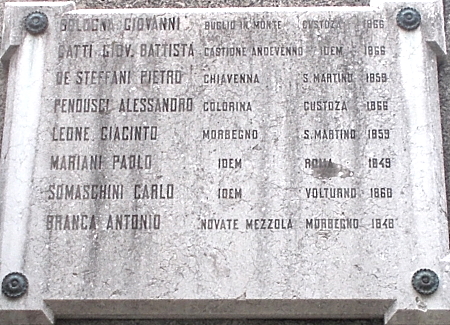 BOLOGNA GIOVANNI BUGLIO IN MONTE CUSTOZA 1866
GATTI GIOV. BATTISTA CASTIONE ANDEVENNO IDEM 1866
DE STEFFANI PIETRO CHIAVENNA S. MARTINO 1859
PENDUSCI ALESSANDRO COLORINA CUSTOZA 1866
LEONE GIACINTO MORBEGNO S. MARTINO 1859
MARIANI PAOLO IDEM ROMA 1849
SOMASCHINI CARLO IDEM VOLTURNO 1860
BRANCA ANTONIO NOVATE MEZZOLA MORBEGNO 1848